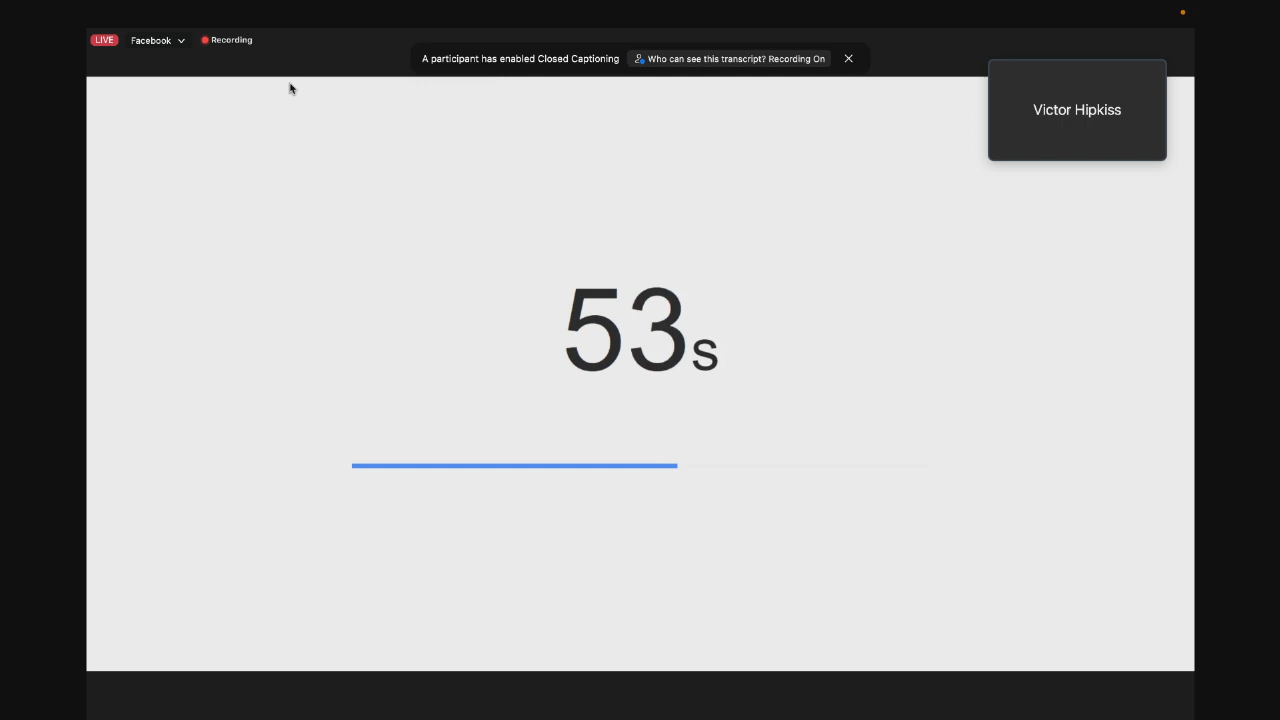 LIVE Facebook Recording
A participant has enabled Closed Captioning Who can see this transcript? Recording On
Victor Hipkiss
53s